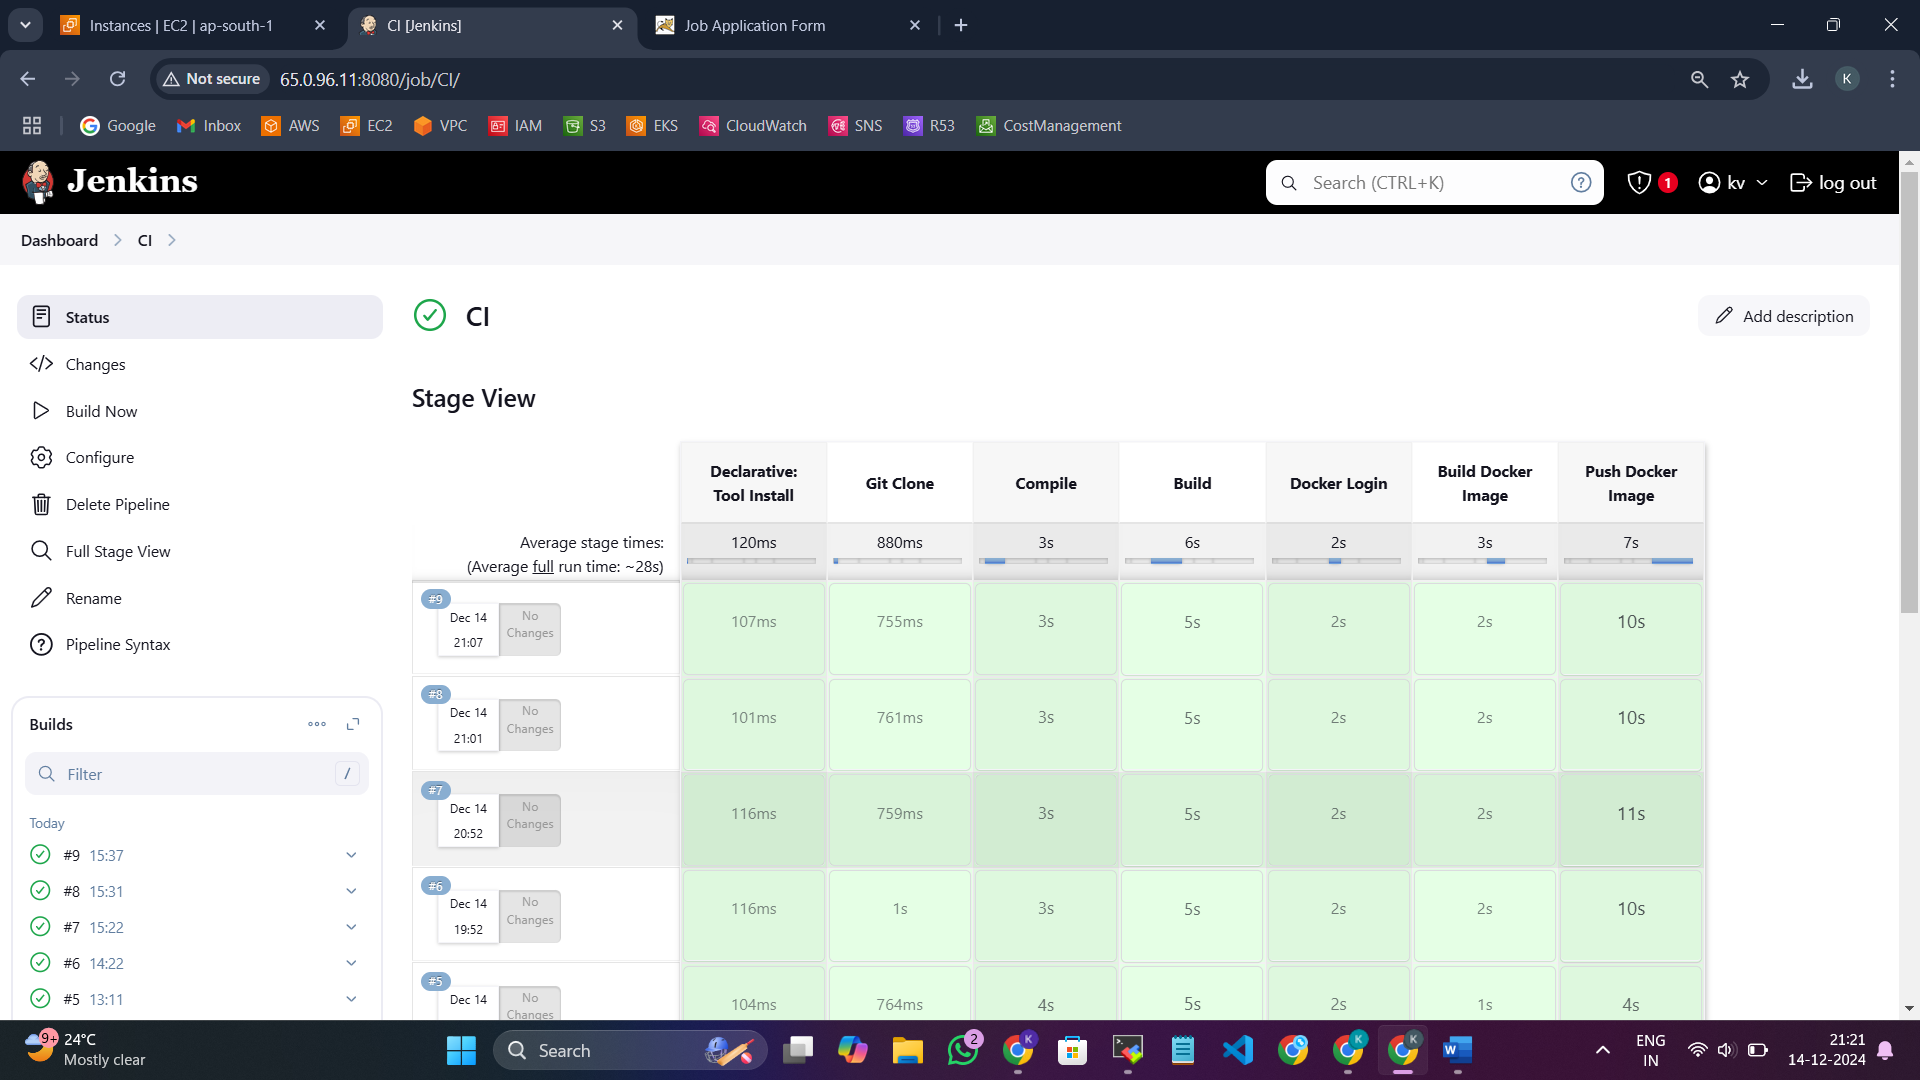 Instances | EC2 | ap-south-1
CI [Jenkins]
Job Application Form
Not secure
65.0.96.11:8080/job/CI/
K
Google
Inbox
AWS
EC2
VPC
IAM
S3
EKS
CloudWatch
SNS
R53
CostManagement
Jenkins
Search (CTRL+K)
?
1
kv
log out
Dashboard
CI
Status
Changes
Build Now
Configure
Delete Pipeline
Full Stage View
Rename
Pipeline Syntax
CI
Add description
Stage View
Declarative: Tool Install
Git Clone
Compile
Build
Docker Login
Build Docker Image
Push Docker Image
Average stage times:
(Average full run time: ~28s)
120ms
880ms
3s
6s
2s
3s
7s
#9
Dec 14
21:07
No Changes
107ms
755ms
3s
5s
2s
2s
10s
#8
Dec 14
21:01
No Changes
101ms
761ms
3s
5s
2s
2s
10s
#7
Dec 14
20:52
No Changes
116ms
759ms
3s
5s
2s
2s
11s
#6
Dec 14
19:52
No Changes
116ms
1s
3s
5s
2s
2s
10s
#5
Dec 14
No Changes
104ms
764ms
4s
5s
2s
1s
4s
Builds
Filter
/
Today
#9 15:37
#8 15:31
#7 15:22
#6 14:22
#5 13:11
9+
24°C
Mostly clear
Search
2
K
K
K
ENG
IN
21:21
14-12-2024